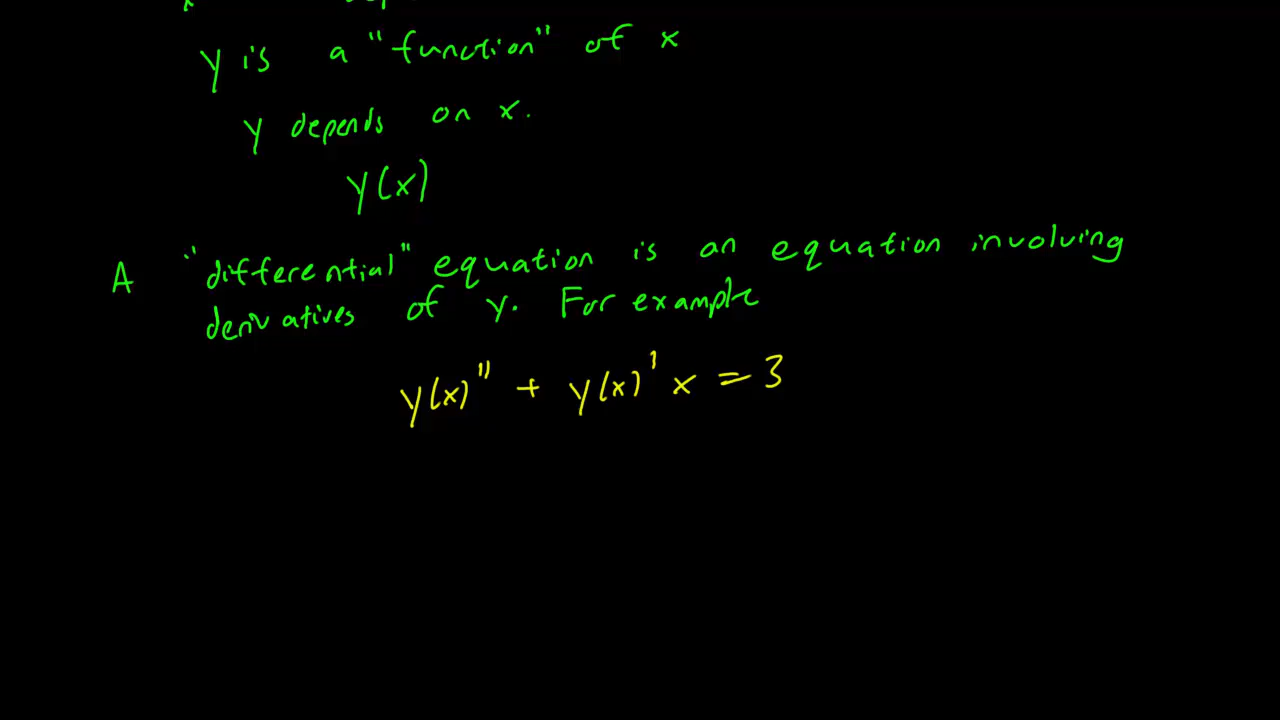 y is a "function" of x
y depends on x.
y(x)
A "differential" equation is an equation involving
derivatives of y. For example
y(x)'' + y(x)' x = 3